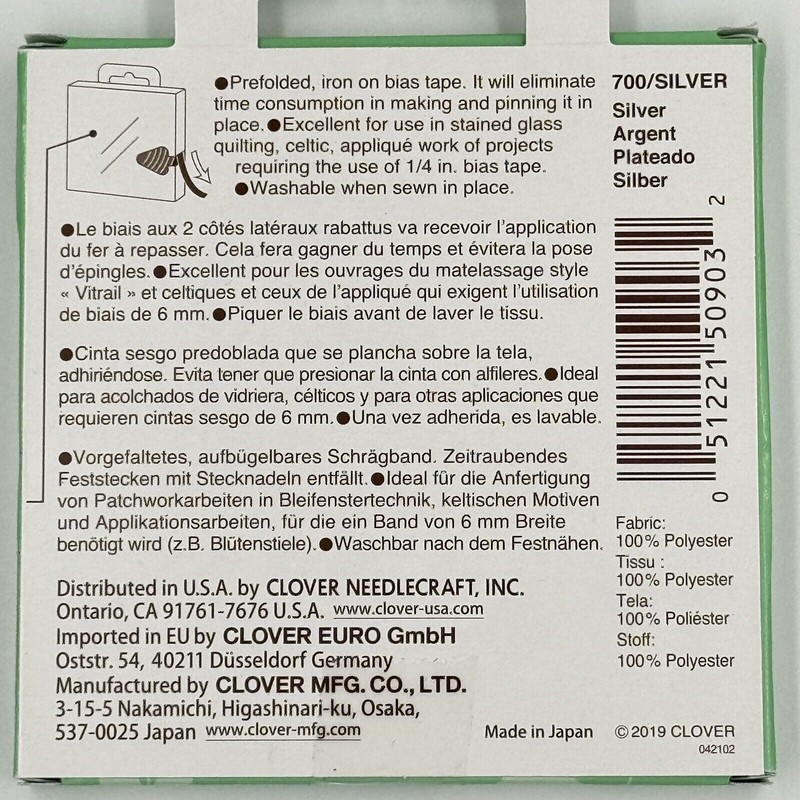 ●Prefolded, iron on bias tape. It will eliminate
time consumption in making and pinning it in
place.●Excellent for use in stained glass
quilting, celtic, appliqué work of projects
requiring the use of 1/4 in. bias tape.
●Washable when sewn in place.
●Le biais aux 2 côtés latéraux rabattus va recevoir l'application
du fer à repasser. Cela fera gagner du temps et évitera la pose
d'épingles.●Excellent pour les ouvrages du matelassage style
« Vitrail » et celtiques et ceux de l'appliqué qui exigent l'utilisation
de biais de 6 mm.●Piquer le biais avant de laver le tissu.
●Cinta sesgo predoblada que se plancha sobre la tela,
adhiriéndose. Evita tener que presionar la cinta con alfileres.●Ideal
para acolchados de vidriera, célticos y para otras aplicaciones que
requieren cintas sesgo de 6 mm.●Una vez adherida, es lavable.
●Vorgefaltetes, aufbügelbares Schrägband. Zeitraubendes
Feststecken mit Stecknadeln entfällt.●Ideal für die Anfertigung
von Patchworkarbeiten in Bleifenstertechnik, keltischen Motiven
und Applikationsarbeiten, für die ein Band von 6 mm Breite
benötigt wird (z.B. Blütenstiele).●Waschbar nach dem Festnähen.
Distributed in U.S.A. by CLOVER NEEDLECRAFT, INC.
Ontario, CA 91761-7676 U.S.A. www.clover-usa.com
Imported in EU by CLOVER EURO GmbH
Oststr. 54, 40211 Düsseldorf Germany
Manufactured by CLOVER MFG. CO., LTD.
3-15-5 Nakamichi, Higashinari-ku, Osaka,
537-0025 Japan www.clover-mfg.com
Made in Japan
700/SILVER
Silver
Argent
Plateado
Silber
0 51221 50903 2
Fabric:
100% Polyester
Tissu :
100% Polyester
Tela:
100% Poliéster
Stoff:
100% Polyester
©2019 CLOVER
042102